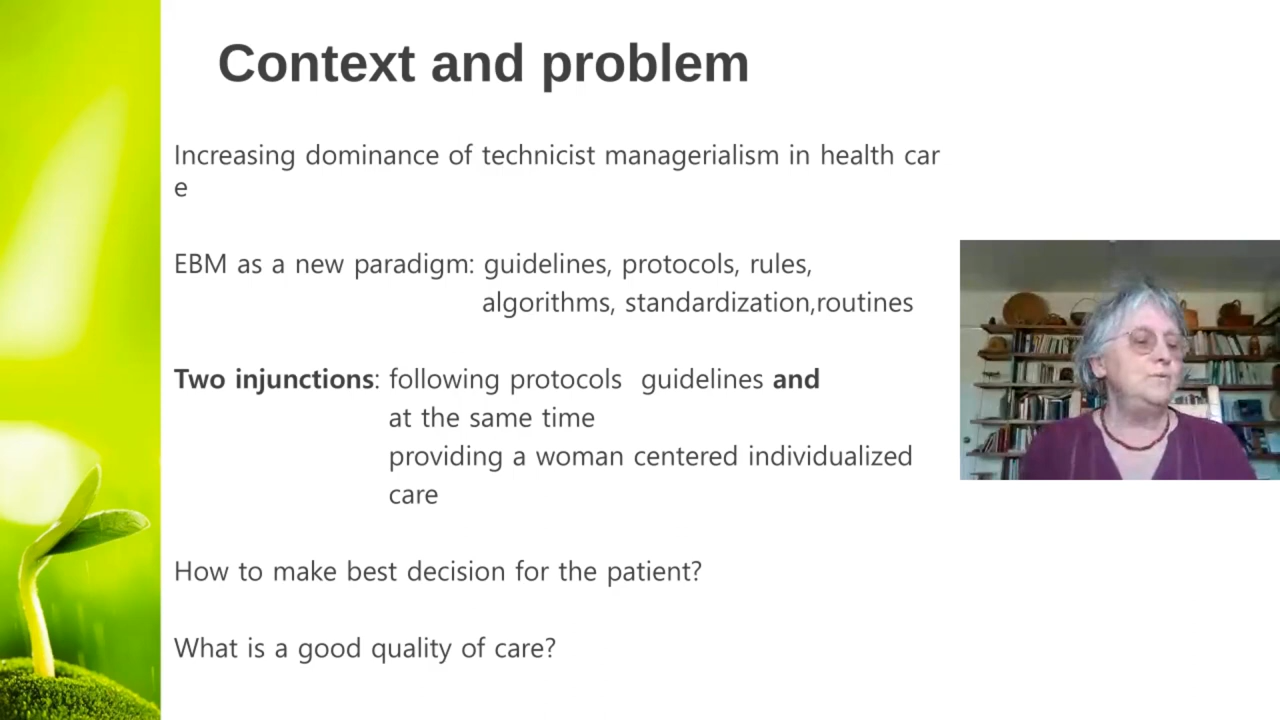 Context and problem
Increasing dominance of technicist managerialism in health car
e
EBM as a new paradigm: guidelines, protocols, rules,
algorithms, standardization,routines
Two injunctions: following protocols  guidelines and
at the same time
providing a woman centered individualized
care
How to make best decision for the patient?
What is a good quality of care?